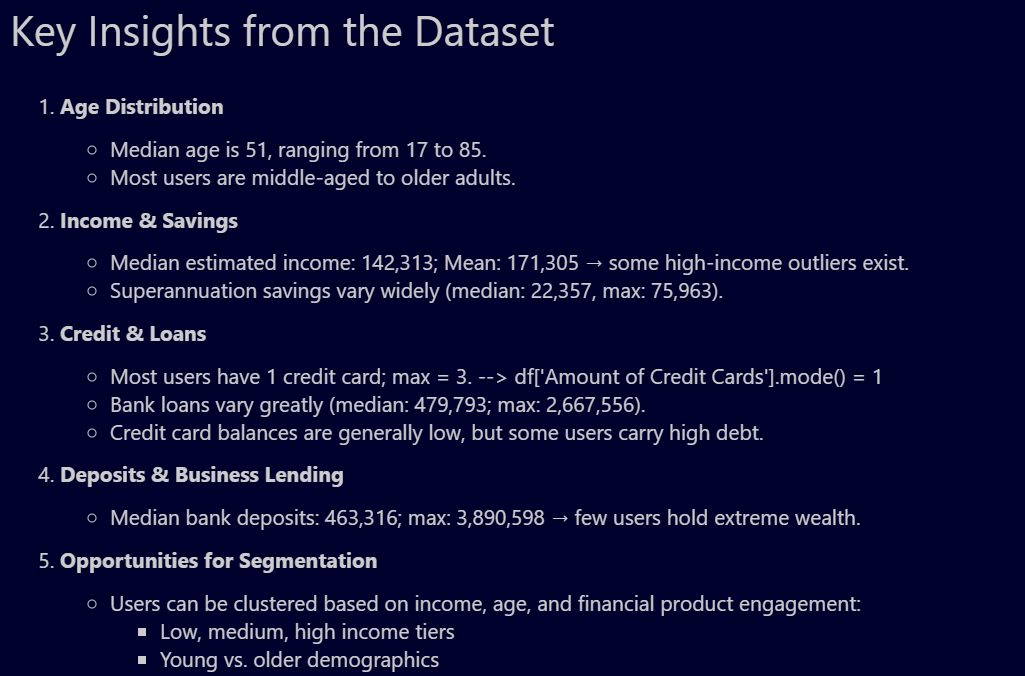 Key Insights from the Dataset
1. Age Distribution
○ Median age is 51, ranging from 17 to 85.
○ Most users are middle-aged to older adults.
2. Income & Savings
○ Median estimated income: 142,313; Mean: 171,305 → some high-income outliers exist.
○ Superannuation savings vary widely (median: 22,357, max: 75,963).
3. Credit & Loans
○ Most users have 1 credit card; max = 3. --> df['Amount of Credit Cards'].mode() = 1
○ Bank loans vary greatly (median: 479,793; max: 2,667,556).
○ Credit card balances are generally low, but some users carry high debt.
4. Deposits & Business Lending
○ Median bank deposits: 463,316; max: 3,890,598 → few users hold extreme wealth.
5. Opportunities for Segmentation
○ Users can be clustered based on income, age, and financial product engagement:
▪ Low, medium, high income tiers
▪ Young vs. older demographics